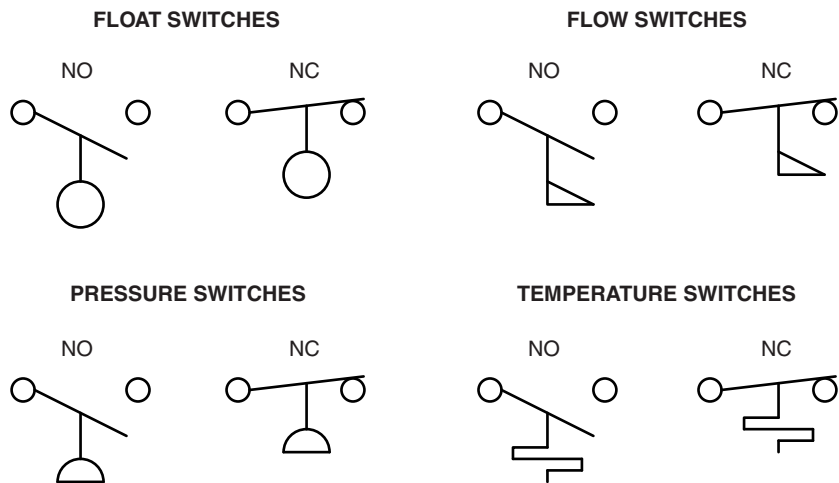 FLOAT SWITCHES
NO NC
FLOW SWITCHES
NO NC
PRESSURE SWITCHES
NO NC
TEMPERATURE SWITCHES
NO NC